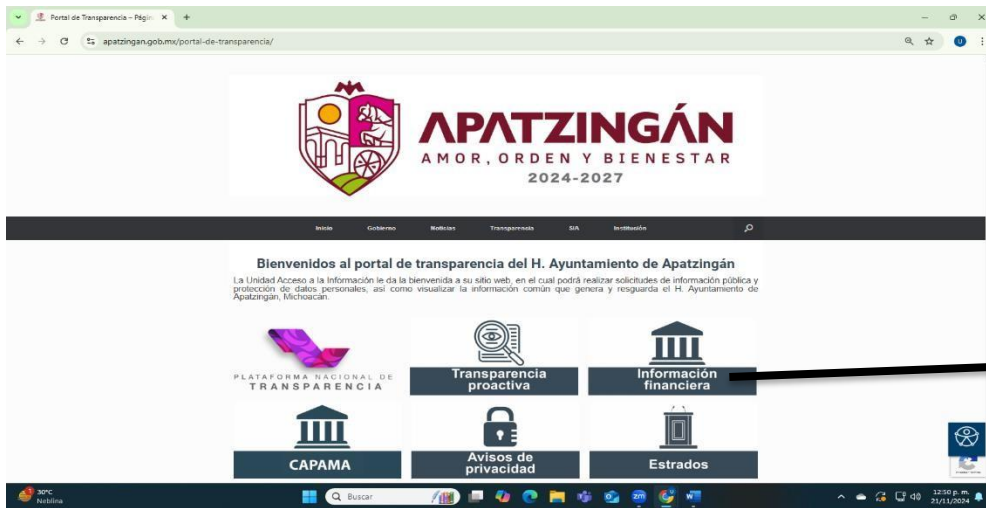 Portal de Transparencia – Págin
apatzingan.gob.mx/portal-de-transparencia/
APATZINGÁN
AMOR, ORDEN Y BIENESTAR
2024-2027
Inicio Gobierno Noticias Transparencia SIA Institución
Bienvenidos al portal de transparencia del H. Ayuntamiento de Apatzingán
La Unidad Acceso a la Información le da la bienvenida a su sitio web, en el cual podrá realizar solicitudes de información pública y
protección de datos personales, así como visualizar la información común que genera y resguarda el H. Ayuntamiento de
Apatzingán, Michoacán.
PLATAFORMA NACIONAL DE
TRANSPARENCIA
Transparencia
proactiva
Información
financiera
CAPAMA
Avisos de
privacidad
Estrados
30°C
Neblina
Buscar
zm
12:50 p. m.
21/11/2024